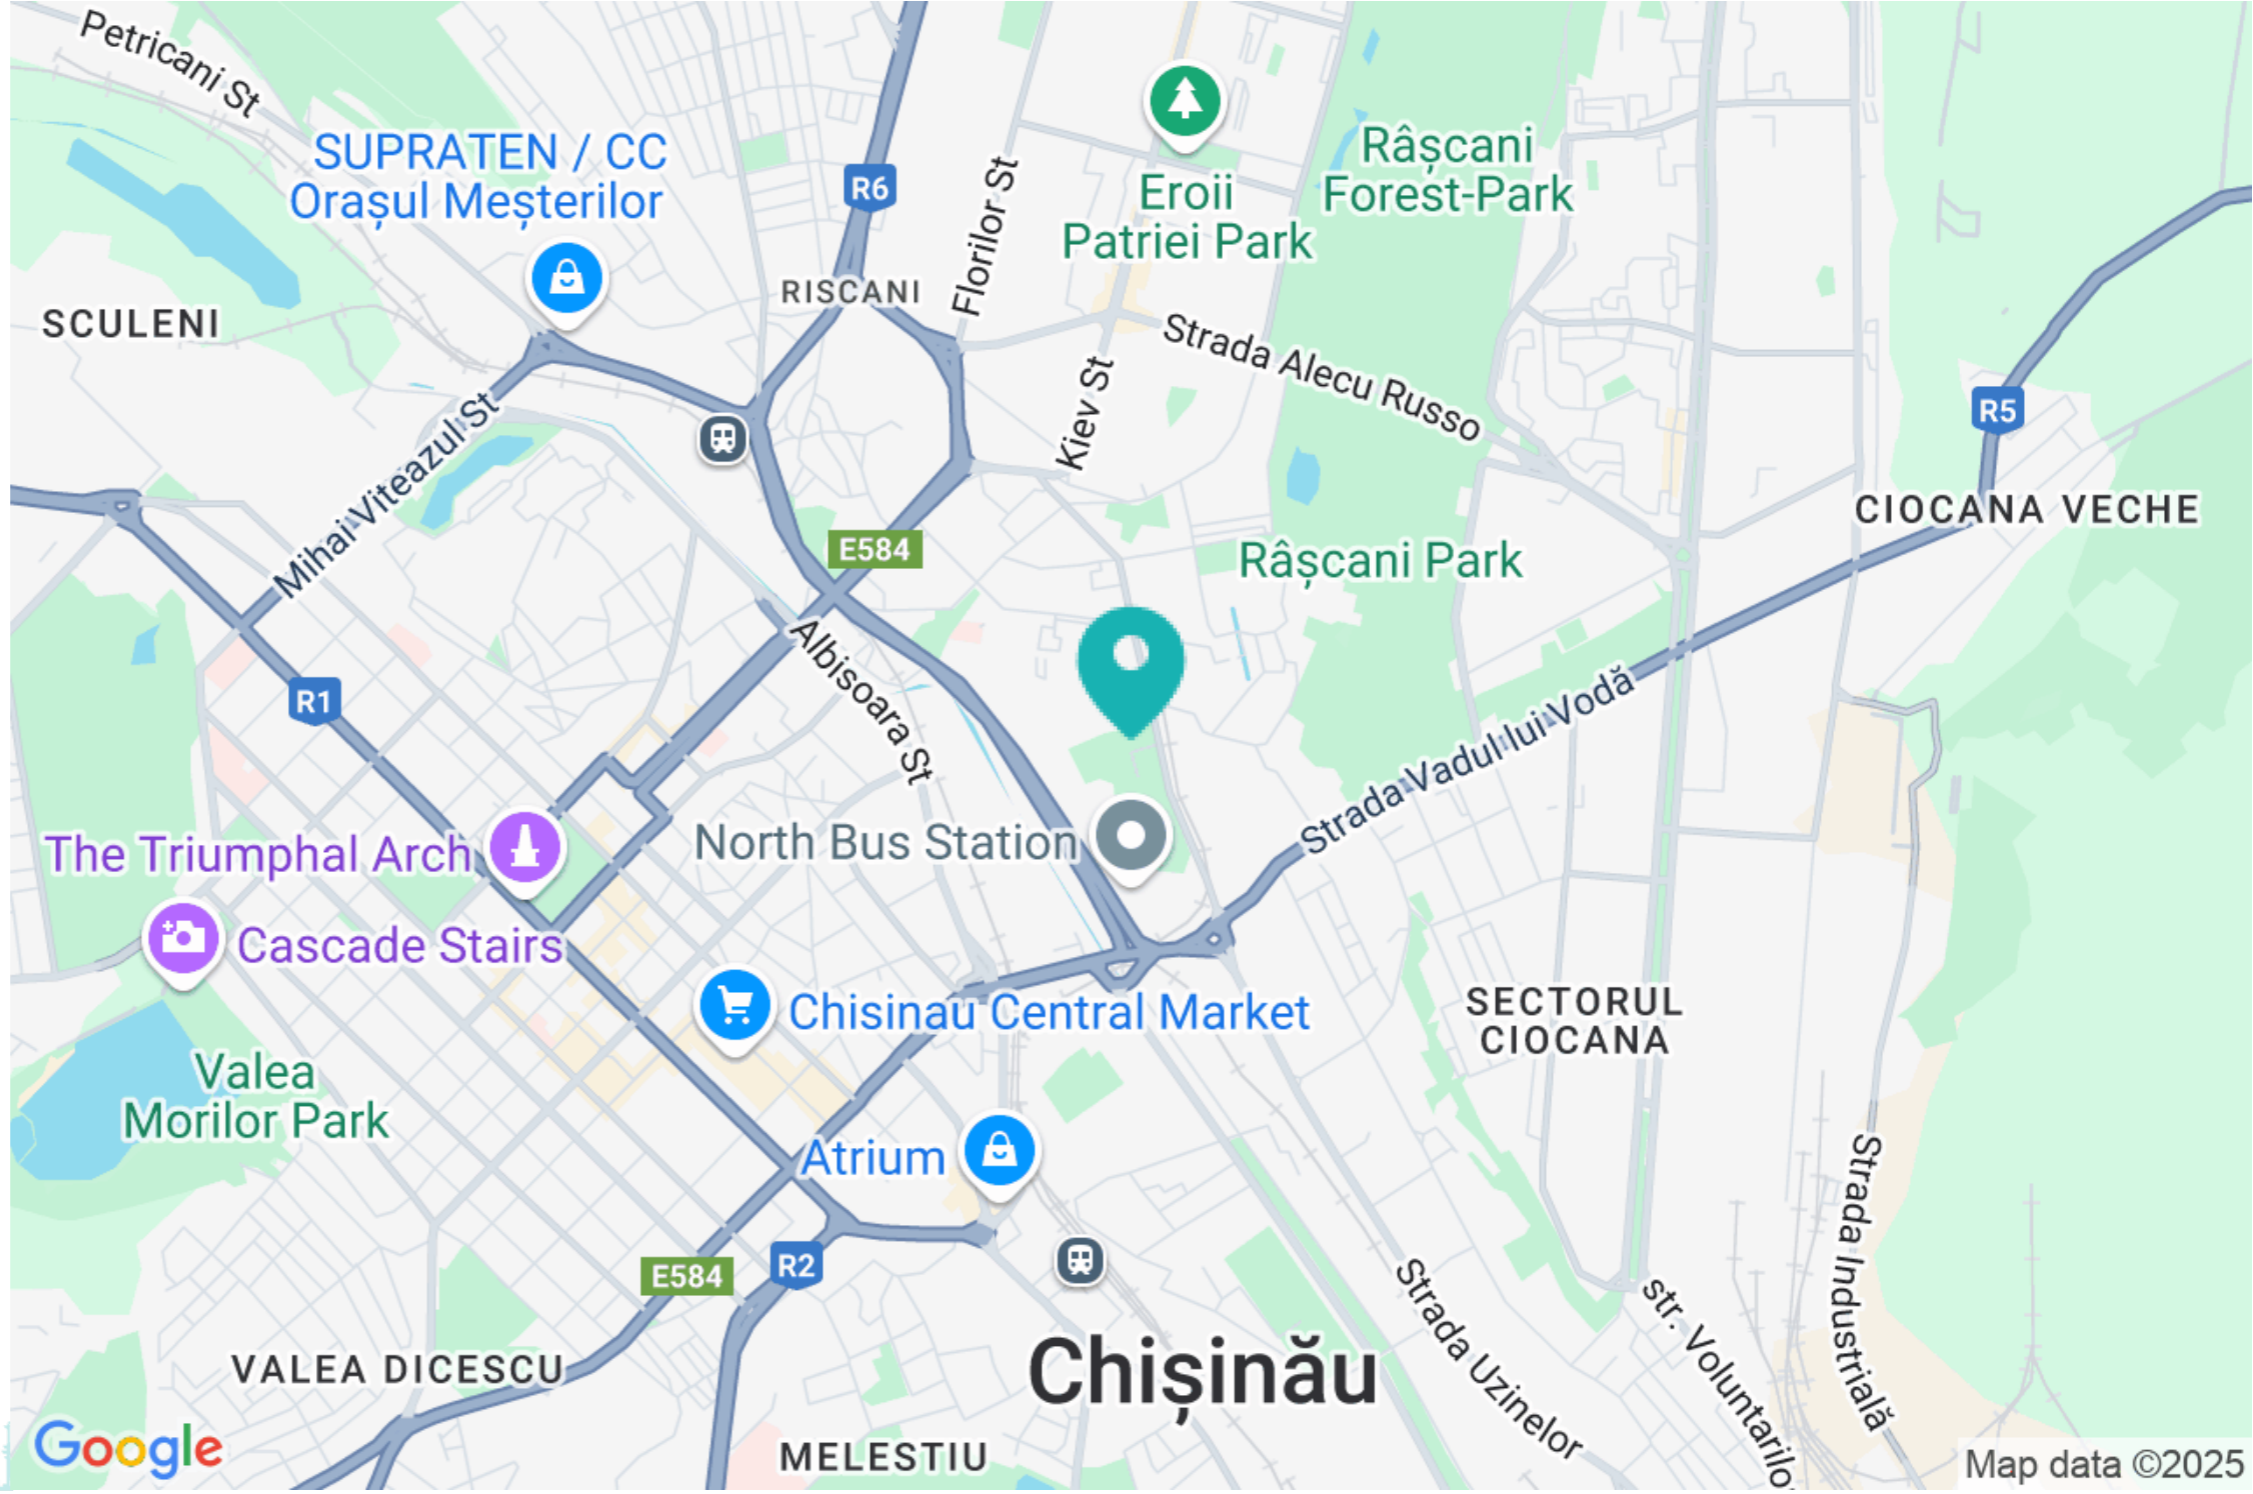 Petricani St
SUPRATEN / CC
Orașul Meșterilor
R6
Florilor St
Eroii
Patriei Park
Râșcani
Forest-Park
RISCANI
SCULENI
Strada Alecu Russo
Kiev St
Mihai Viteazul St
R5
CIOCANA VECHE
E584
Râșcani Park
Albisoara St
R1
Strada Vadul lui Vodă
The Triumphal Arch
North Bus Station
Cascade Stairs
Chisinau Central Market
SECTORUL
CIOCANA
Valea
Morilor Park
Atrium
Strada Industrială
E584
R2
Strada Uzinelor
str. Voluntarilo
Chișinău
VALEA DICESCU
MELESTIU
Google
Map data ©2025